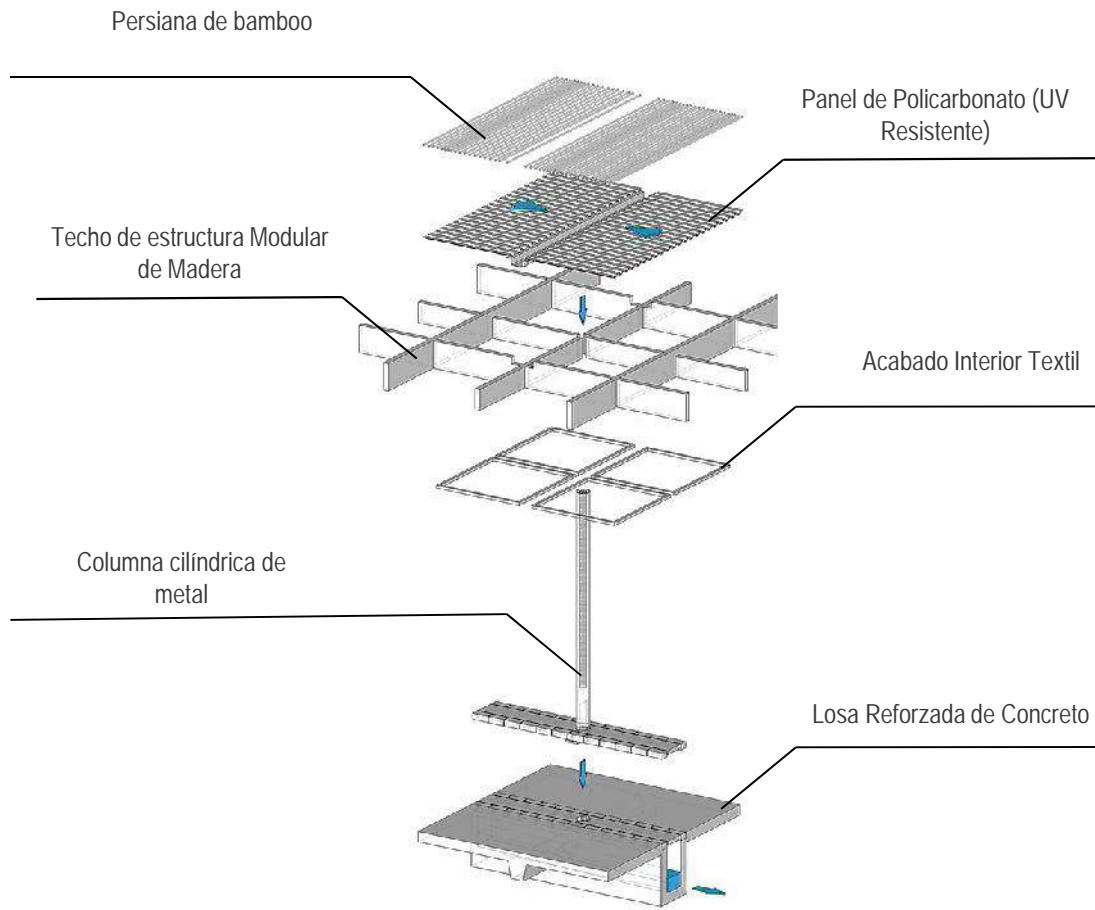 Persiana de bamboo
Panel de Policarbonato (UV
Resistente)
Techo de estructura Modular
de Madera
Acabado Interior Textil
Columna cilíndrica de
metal
Losa Reforzada de Concreto